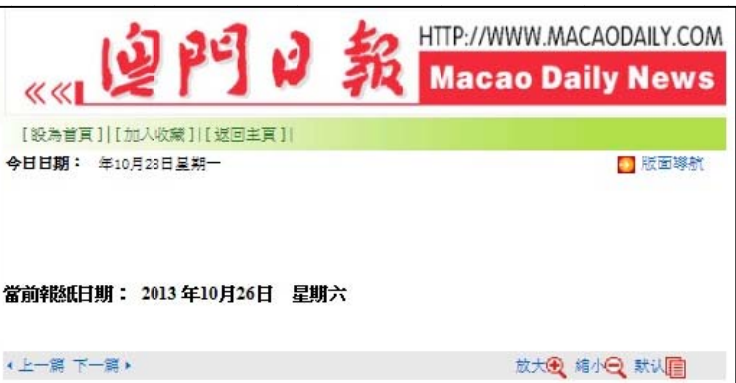 澳門日報
HTTP://WWW.MACAODAILY.COM
Macao Daily News
[設為首頁]|[加入收藏]|[返回主頁]|
今日日期： 年10月28日星期一
版面導航
當前報紙日期： 2013 年10月26日 星期六
上一篇 下一篇
放大 縮小 默认